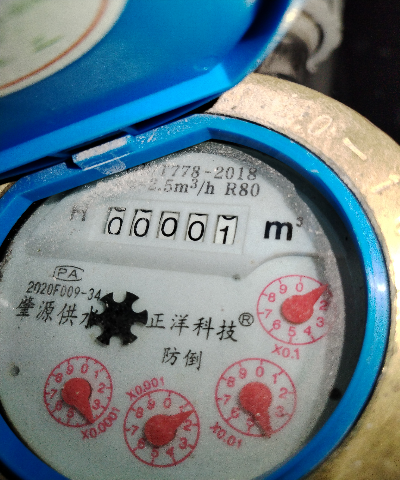 T778-2018
2.5m³/h R80
H 00001 m³
PA
2020F009-34
肇源供水 正洋科技®
防倒
X0.1
X0.01
X0.001
X0.0001